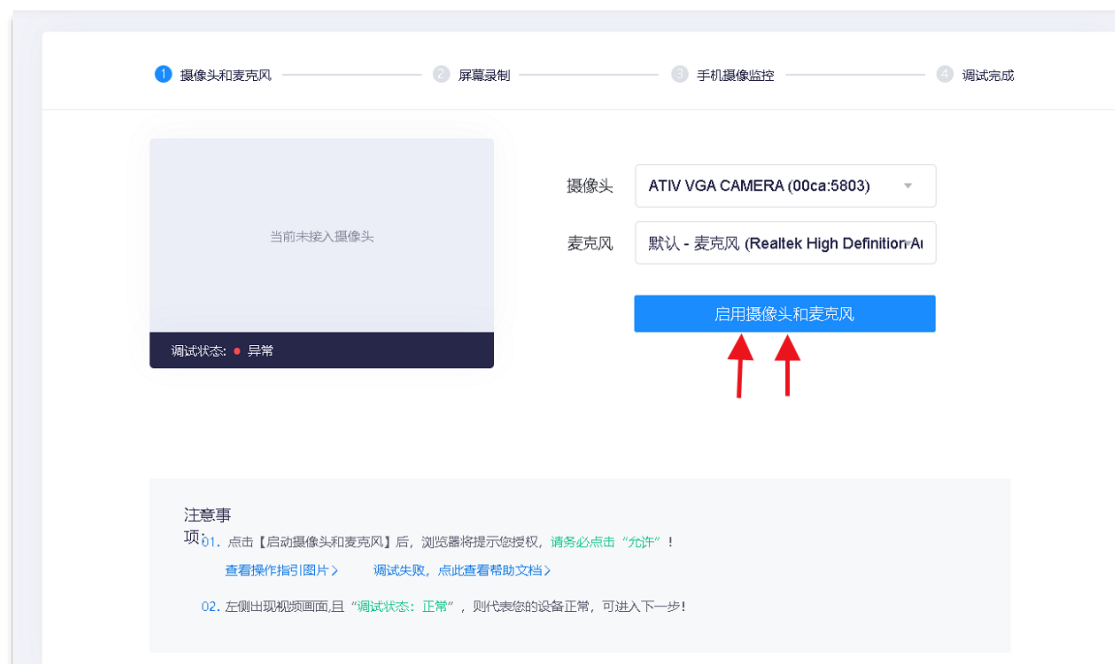 1 摄像头和麦克风 2 屏幕录制 3 手机摄像监控 4 调试完成
当前未接入摄像头
摄像头 ATIV VGA CAMERA (00ca:5803)
麦克风 默认 - 麦克风 (Realtek High Definition Au
启用摄像头和麦克风
调试状态: 异常
注意事
项:
01. 点击【启动摄像头和麦克风】后, 浏览器将提示您授权, 请务必点击 “允许” !
查看操作指引图片> 调试失败, 点此查看帮助文档>
02. 左侧出现视频画面,且 “调试状态: 正常” , 则代表您的设备正常, 可进入下一步!